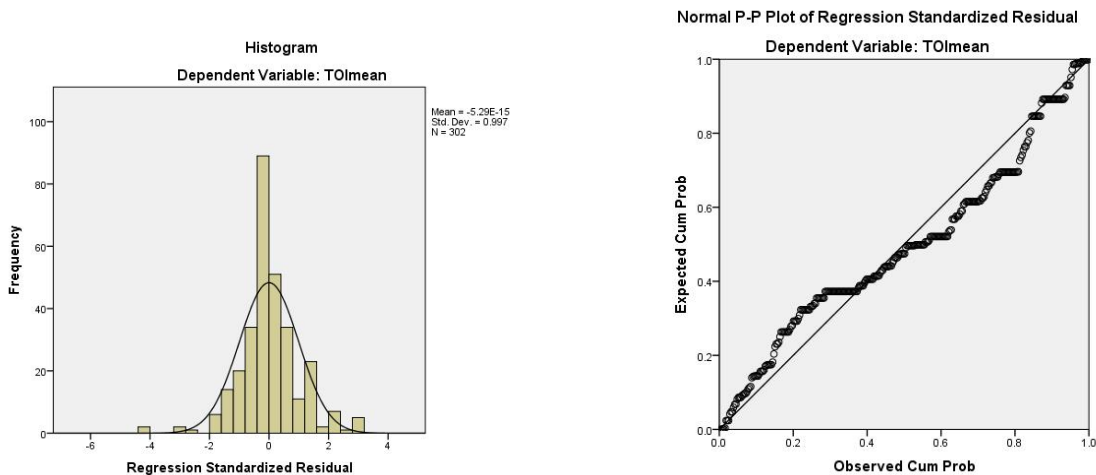 Histogram
Dependent Variable: TOImean
Mean = -5.29E-15
Std. Dev. = 0.997
N = 302
Frequency
100
80
60
40
20
0
-6 -4 -2 0 2 4
Regression Standardized Residual
Normal P-P Plot of Regression Standardized Residual
Dependent Variable: TOImean
Expected Cum Prob
1.0
0.8
0.6
0.4
0.2
0.0
0.0 0.2 0.4 0.6 0.8 1.0
Observed Cum Prob